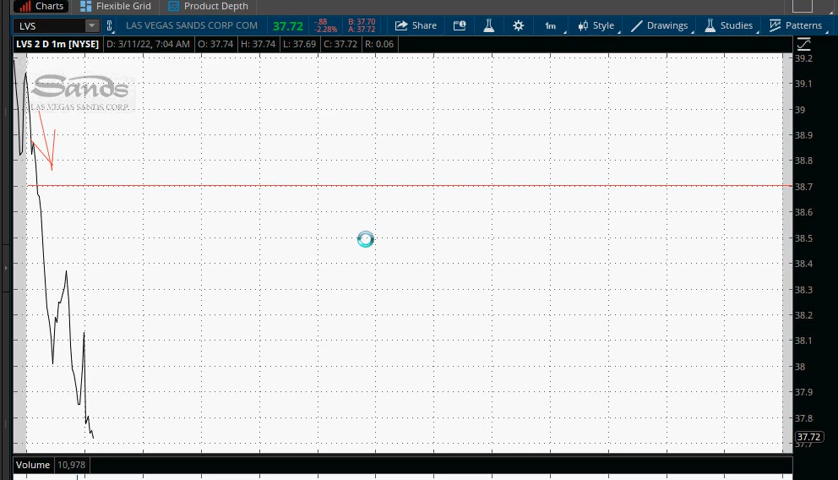 Charts Flexible Grid Product Depth
LVS LAS VEGAS SANDS CORP COM 37.72 -.88 -2.28% B: 37.70 A: 37.72 Share 1m Style Drawings Studies Patterns
LVS 2 D 1m [NYSE] D: 3/11/22, 7:04 AM O: 37.74 H: 37.74 L: 37.69 C: 37.72 R: 0.06
Sands
LAS VEGAS SANDS CORP.
39.2
39.1
39
38.9
38.8
38.7
38.6
38.5
38.4
38.3
38.2
38.1
38
37.9
37.8
37.72
37.7
Volume 10,978